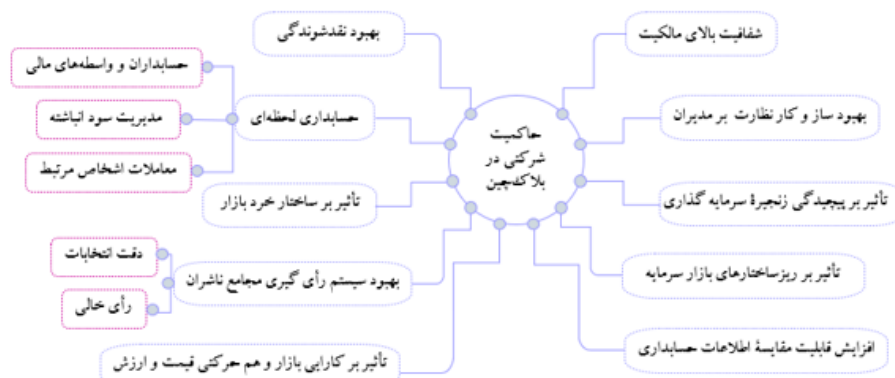 شفافیت بالای مالکیت
بهبود نقدشوندگی
حسابداران و واسطه‌های مالی
بهبود ساز و کار نظارت بر مدیران
حسابداری لحظه‌ای
مدیریت سود انباشته
حاکمیت
شرکتی در
بلاک‌چین
معاملات اشخاص مرتبط
تأثیر بر پیچیدگی زنجیرهٔ سرمایه گذاری
تأثیر بر ساختار خرد بازار
دقت انتخابات
تأثیر بر ریزساختارهای بازار سرمایه
بهبود سیستم رأی گیری مجامع ناشران
رأی خالی
افزایش قابلیت مقایسهٔ اطلاعات حسابداری
تأثیر بر کارایی بازار و هم حرکتی قیمت و ارزش